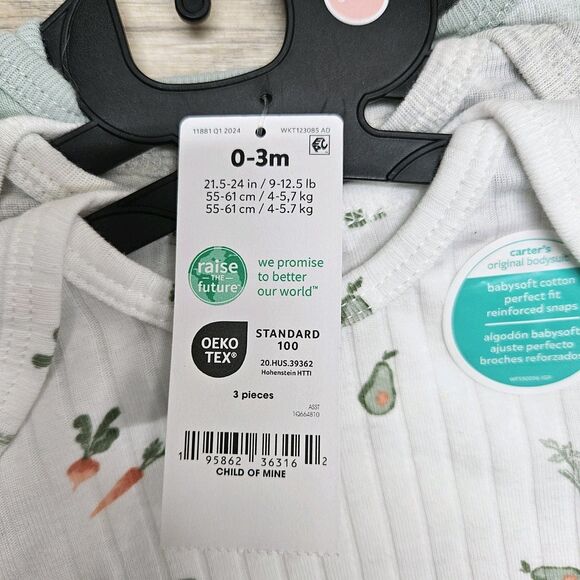 11881 Q1 2024 WKT123085 AD
0-3m
21.5-24 in / 9-12.5 lb
55-61 cm / 4-5,7 kg
55-61 cm / 4-5.7 kg
raise
THE
future
we promise
to better
our world™
OEKO
TEX®
STANDARD
100
20.HUS.39362
Hohenstein HTTI
3 pieces
ASST
1Q664810
1 95862 36316 2
CHILD OF MINE
carter's
original bodysuit
babysoft cotton
perfect fit
reinforced snaps
algodón babysoft
ajuste perfecto
broches reforzados